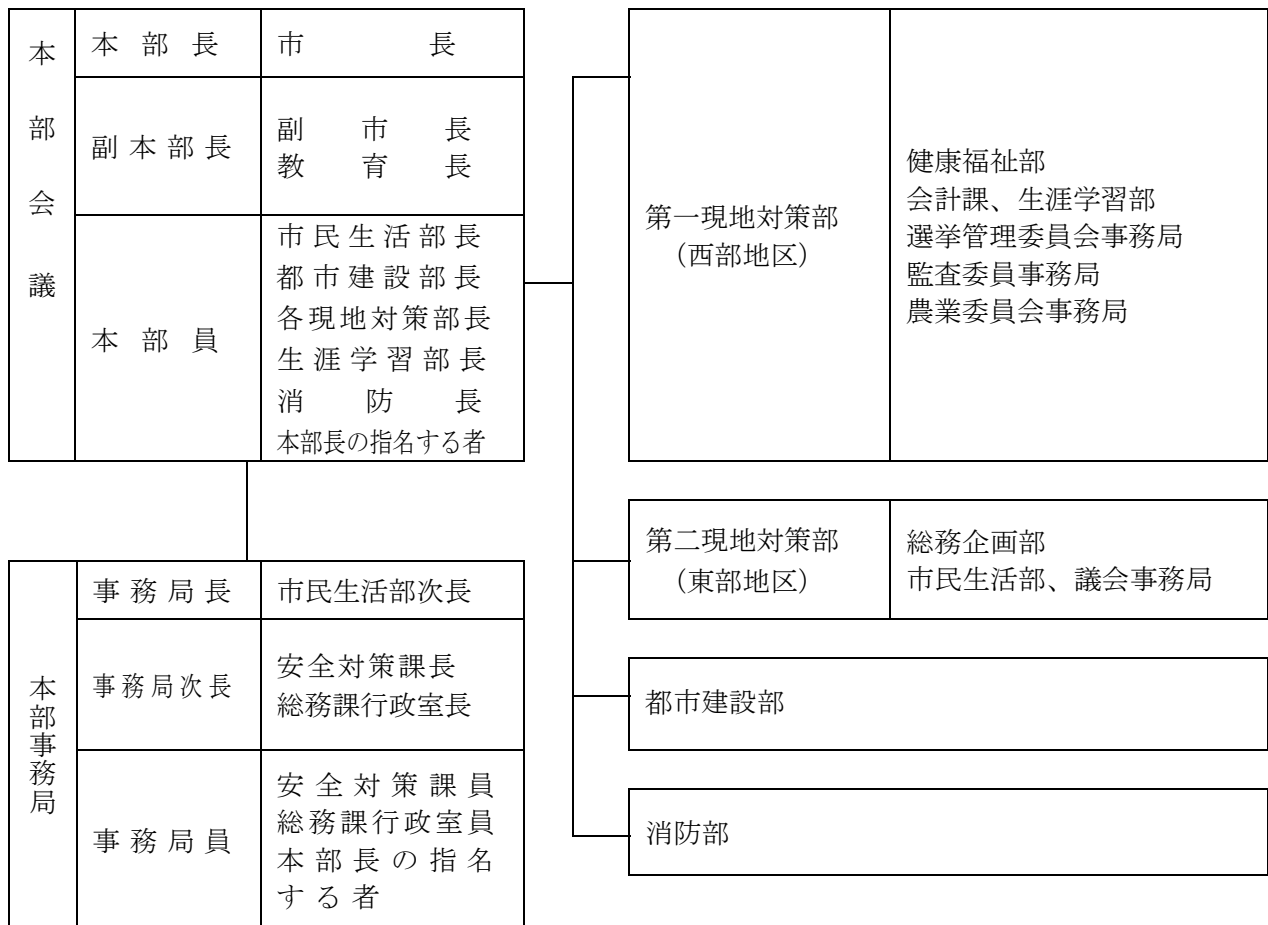 本部会議
本部長
市長
副本部長
副市長
教育長
本部員
市民生活部長
都市建設部長
各現地対策部長
生涯学習部長
消防長
本部長の指名する者
本部事務局
事務局長
市民生活部次長
事務局次長
安全対策課長
総務課行政室長
事務局員
安全対策課員
総務課行政室員
本部長の指名
する者
第一現地対策部
(西部地区)
健康福祉部
会計課、生涯学習部
選挙管理委員会事務局
監査委員事務局
農業委員会事務局
第二現地対策部
(東部地区)
総務企画部
市民生活部、議会事務局
都市建設部
消防部